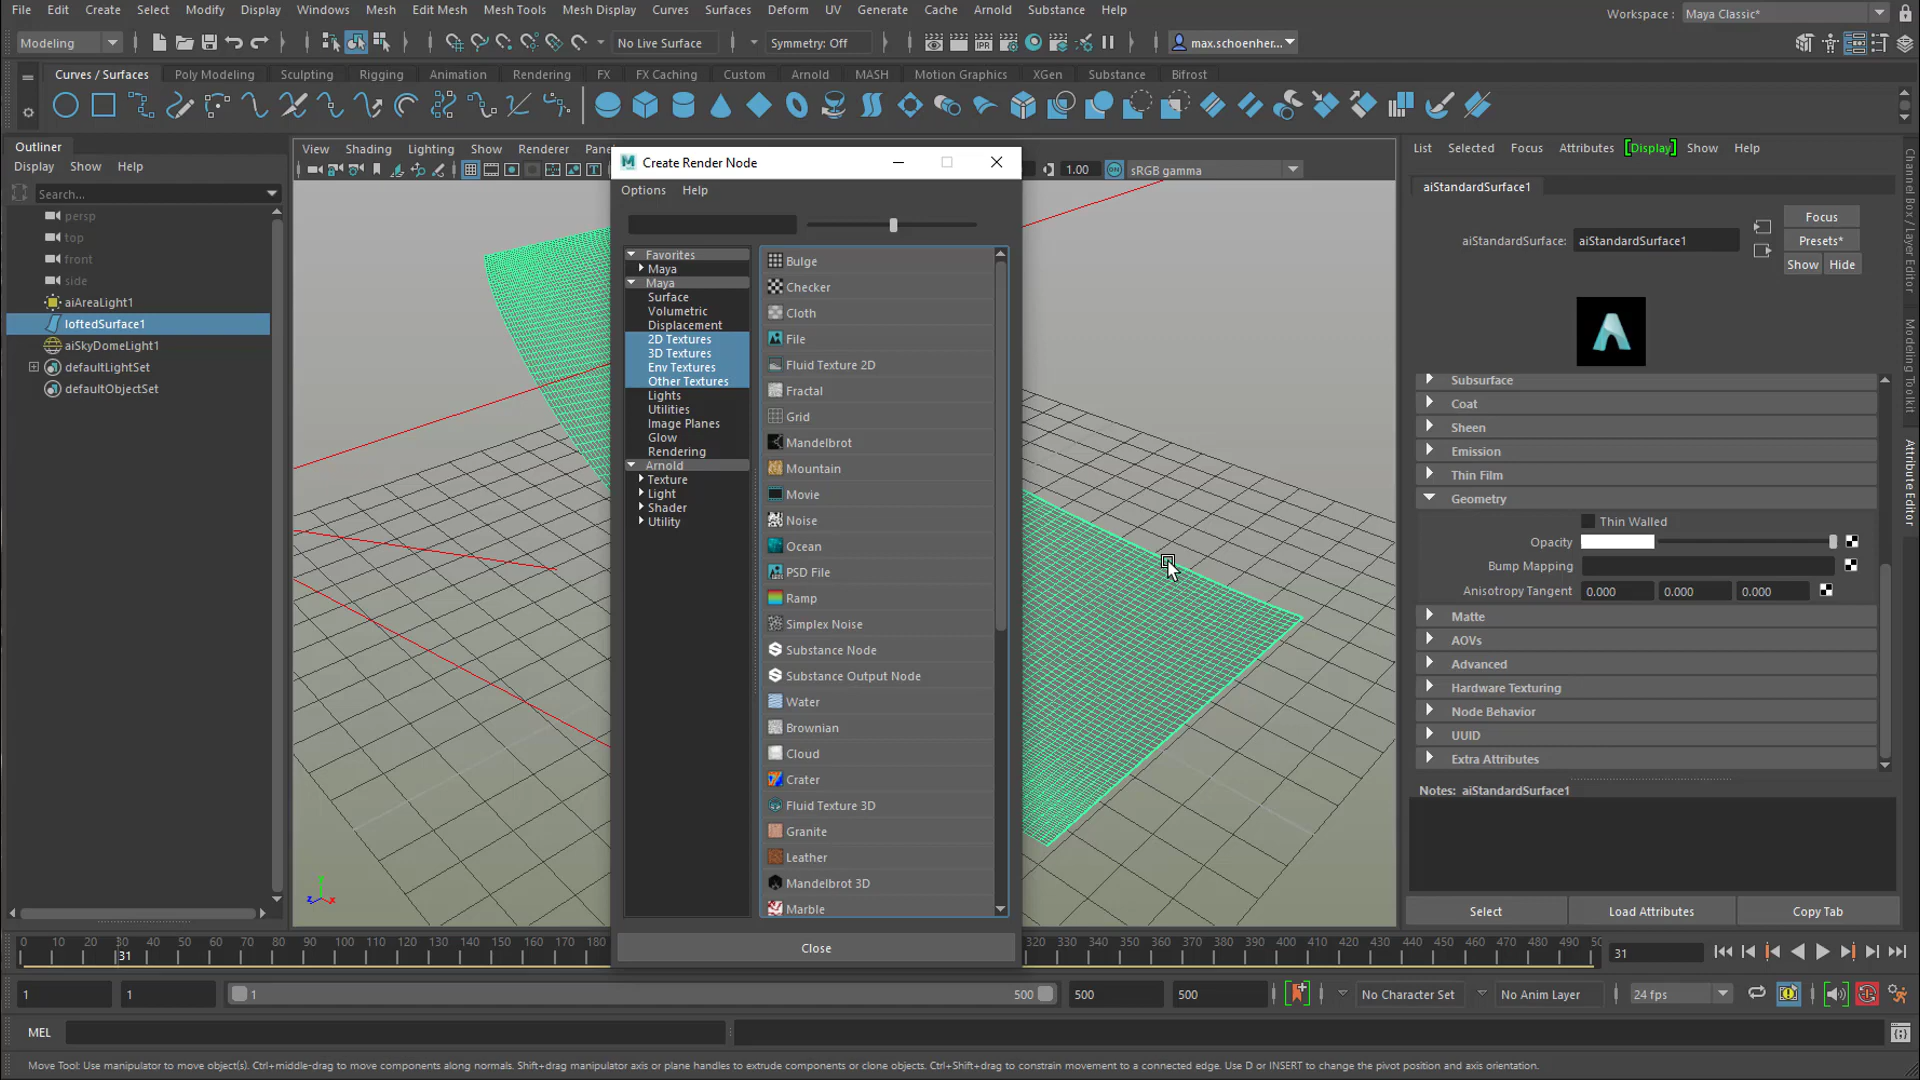 File Edit Create Select Modify Display Windows Mesh Edit Mesh Mesh Tools Mesh Display Curves Surfaces Deform UV Generate Cache Arnold Substance Help
Workspace : Maya Classic*
Modeling No Live Surface Symmetry: Off max.schoenher...
Curves / Surfaces Poly Modeling Sculpting Rigging Animation Rendering FX FX Caching Custom Arnold MASH Motion Graphics XGen Substance Bifrost
Outliner
Display Show Help
Search...
persp
top
front
side
aiAreaLight1
loftedSurface1
aiSkyDomeLight1
defaultLightSet
defaultObjectSet
View Shading Lighting Show Renderer
1.00 sRGB gamma
Create Render Node
Options Help
Favorites
Maya
Maya
Surface
Volumetric
Displacement
2D Textures
3D Textures
Env Textures
Other Textures
Lights
Utilities
Image Planes
Glow
Rendering
Arnold
Texture
Light
Shader
Utility
Bulge
Checker
Cloth
File
Fluid Texture 2D
Fractal
Grid
Mandelbrot
Mountain
Movie
Noise
Ocean
PSD File
Ramp
Simplex Noise
Substance Node
Substance Output Node
Water
Brownian
Cloud
Crater
Fluid Texture 3D
Granite
Leather
Mandelbrot 3D
Marble
Close
List Selected Focus Attributes [Display] Show Help
aiStandardSurface1
aiStandardSurface: aiStandardSurface1
Focus
Presets*
Show Hide
Subsurface
Coat
Sheen
Emission
Thin Film
Geometry
Thin Walled
Opacity
Bump Mapping
Anisotropy Tangent 0.000 0.000 0.000
Matte
AOVs
Advanced
Hardware Texturing
Node Behavior
UUID
Extra Attributes
Notes: aiStandardSurface1
Select Load Attributes Copy Tab
Channel Box / Layer Editor
Modeling Toolkit
Attribute Editor
0 10 20 30 40 50 60 70 80 90 100 110 120 130 140 150 160 170 180 320 330 340 350 360 370 380 390 400 410 420 430 440 450 460 470 480 490 50
31
31
1 1 1 500 500 500 No Character Set No Anim Layer 24 fps
MEL
Move Tool: Use manipulator to move object(s). Ctrl+middle-drag to move components along normals. Shift+drag manipulator axis or plane handles to extrude components or clone objects. Ctrl+Shift+drag to constrain movement to a connected edge. Use D or INSERT to change the pivot position and axis orientation.